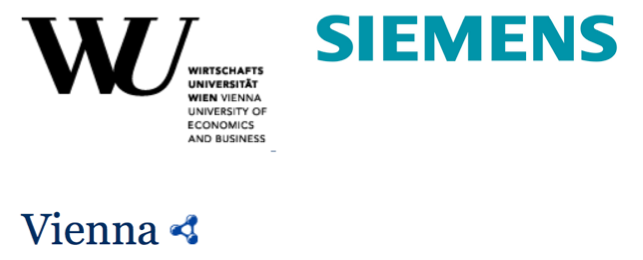 WU
WIRTSCHAFTS
UNIVERSITÄT
WIEN VIENNA
UNIVERSITY OF
ECONOMICS
AND BUSINESS
SIEMENS
Vienna